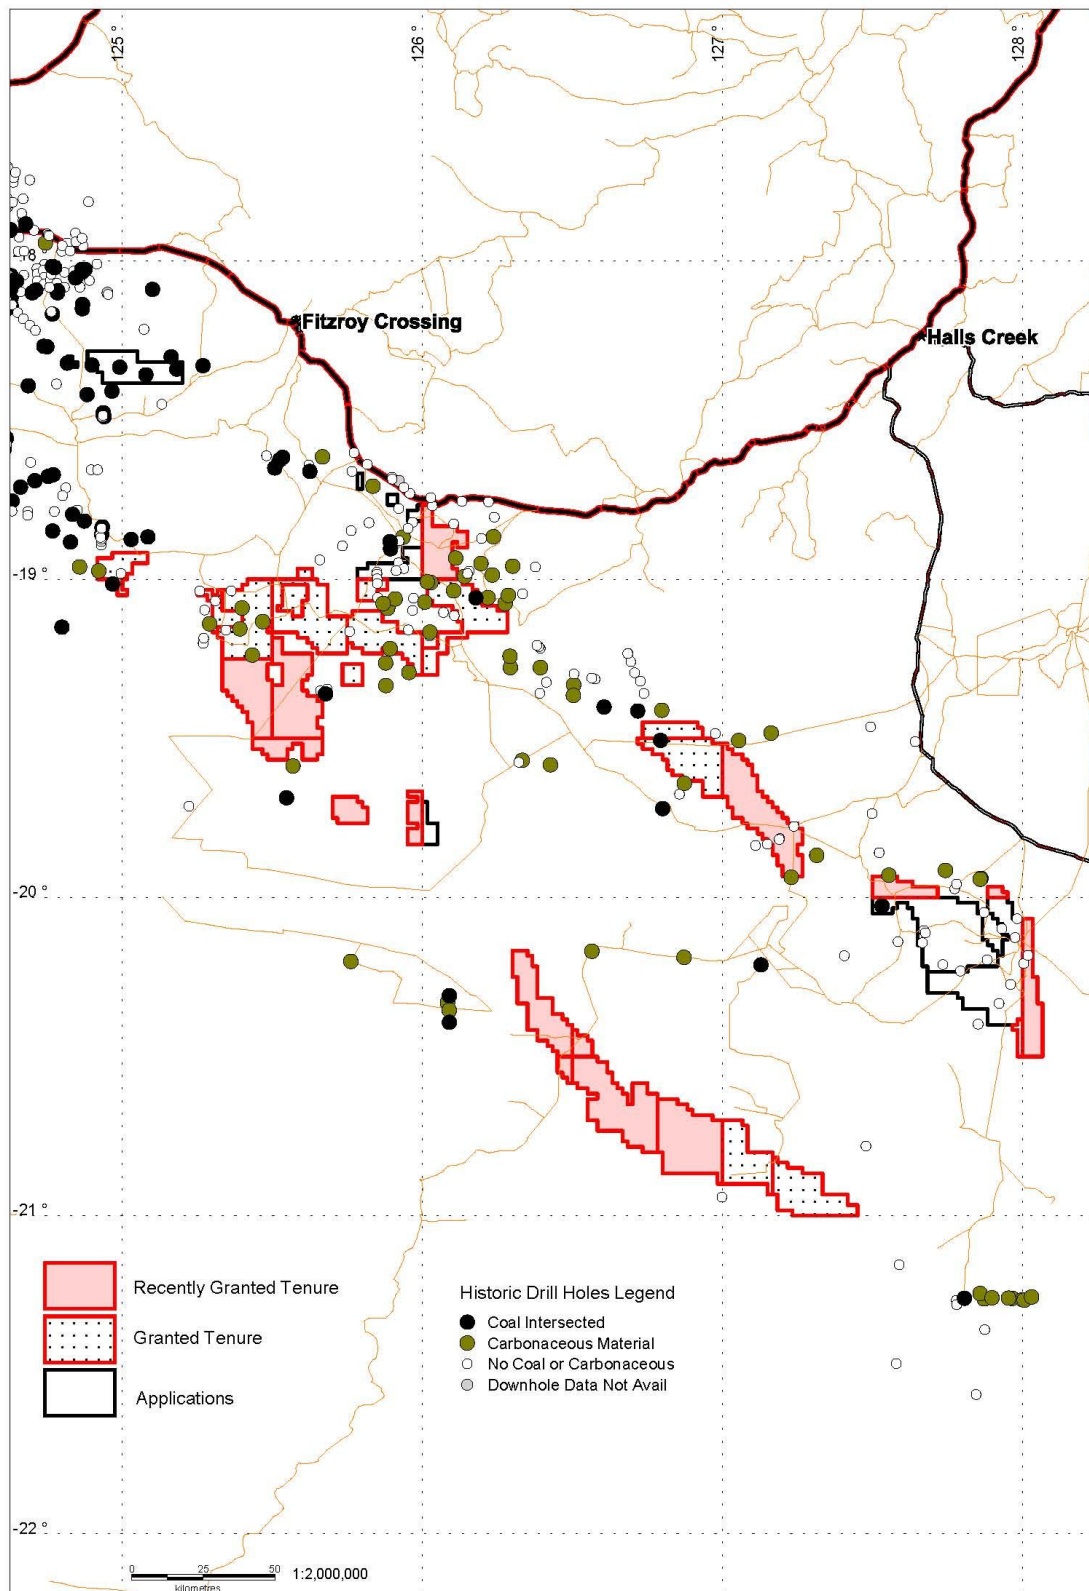 125 °
126 °
127 °
128 °
-18 °
Fitzroy Crossing
Halls Creek
-19 °
-20 °
-21 °
Recently Granted Tenure
Granted Tenure
Applications
Historic Drill Holes Legend
Coal Intersected
Carbonaceous Material
No Coal or Carbonaceous
Downhole Data Not Avail
-22 °
0 25 50
1:2,000,000
kilometres